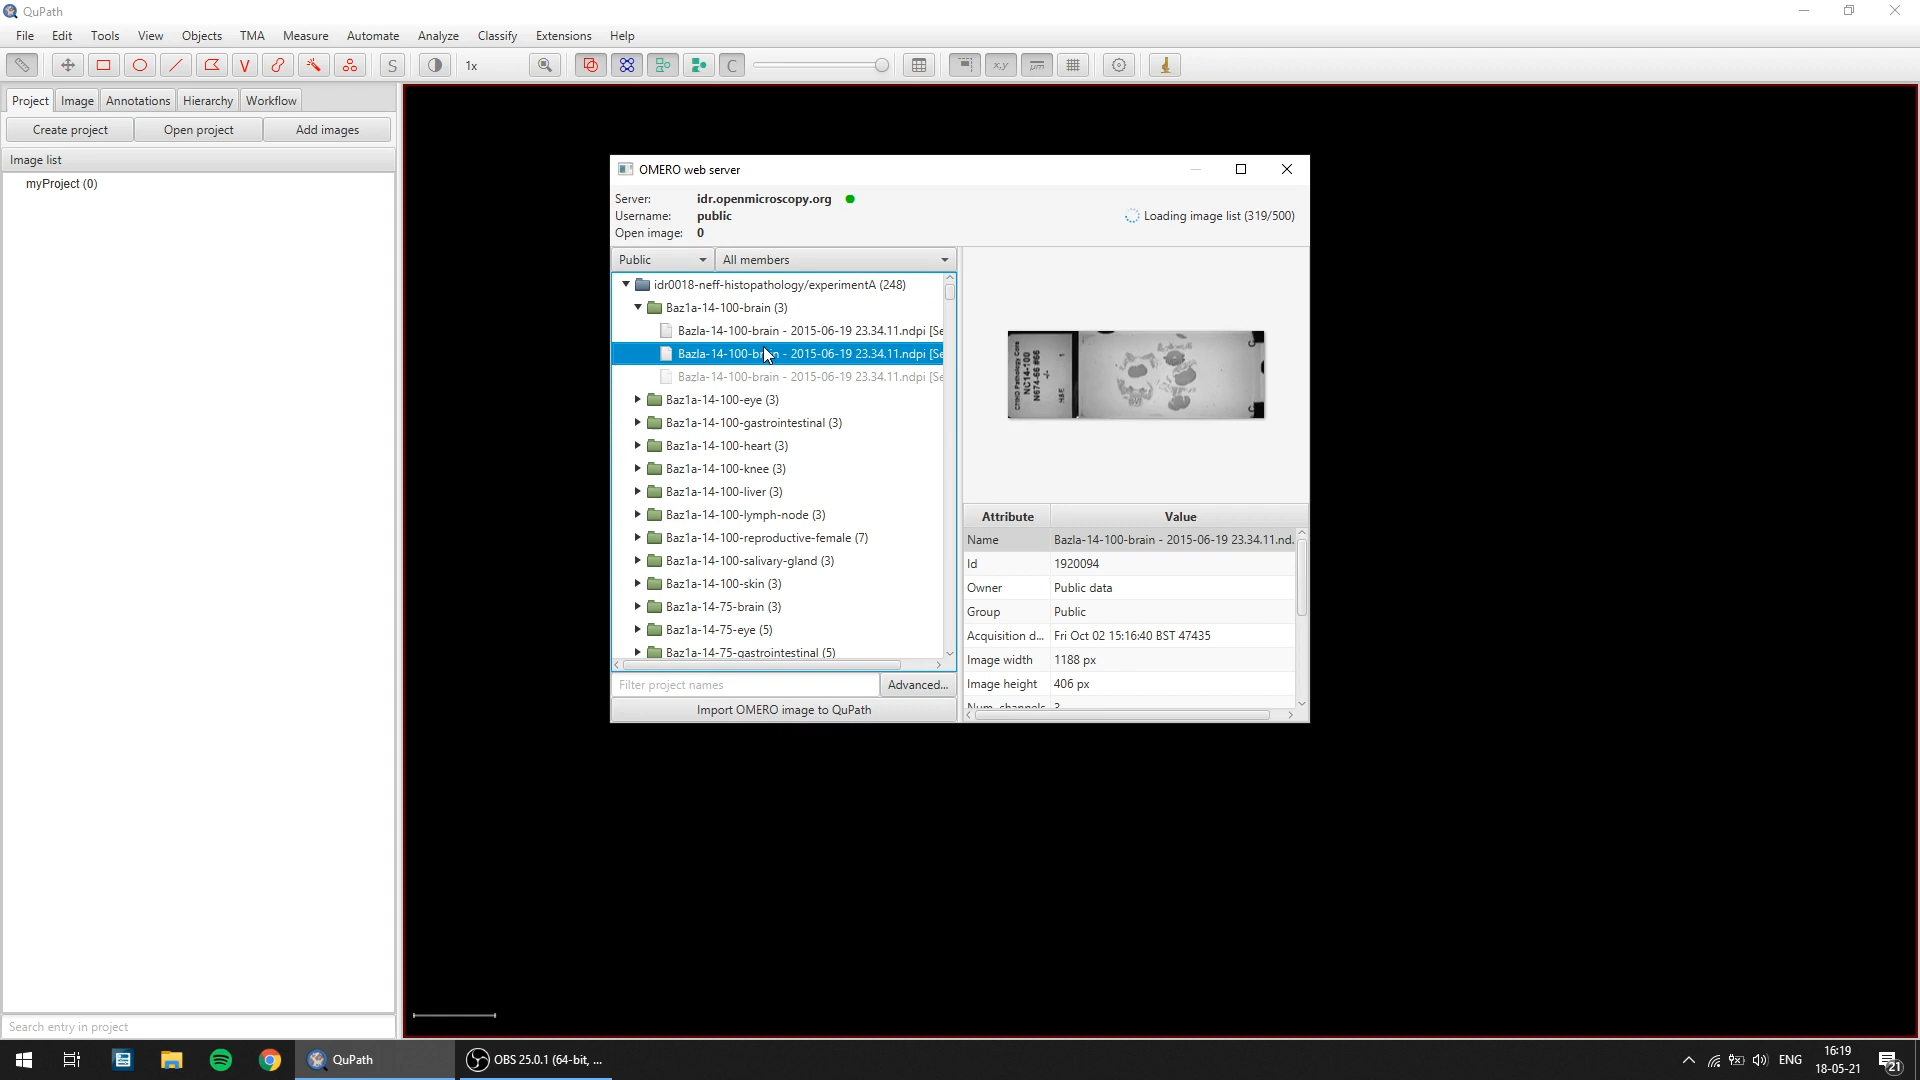 QuPath
File Edit Tools View Objects TMA Measure Automate Analyze Classify Extensions Help
V S 1x C x,y μm
Project Image Annotations Hierarchy Workflow
Create project Open project Add images
Image list
myProject (0)
OMERO web server
Server: idr.openmicroscopy.org
Username: public
Loading image list (319/500)
Open image: 0
Public All members
idr0018-neff-histopathology/experimentA (248)
Baz1a-14-100-brain (3)
Bazla-14-100-brain - 2015-06-19 23.34.11.ndpi [Se
Bazla-14-100-brain - 2015-06-19 23.34.11.ndpi [Se
Bazla-14-100-brain - 2015-06-19 23.34.11.ndpi [Se
Baz1a-14-100-eye (3)
Baz1a-14-100-gastrointestinal (3)
Baz1a-14-100-heart (3)
Baz1a-14-100-knee (3)
Baz1a-14-100-liver (3)
Baz1a-14-100-lymph-node (3)
Baz1a-14-100-reproductive-female (7)
Baz1a-14-100-salivary-gland (3)
Baz1a-14-100-skin (3)
Baz1a-14-75-brain (3)
Baz1a-14-75-eye (5)
Baz1a-14-75-gastrointestinal (5)
Filter project names Advanced...
Import OMERO image to QuPath
NC14-100
N674-66 #66
-/-
H&E 1
Attribute Value
Name Bazla-14-100-brain - 2015-06-19 23.34.11.nd.
Id 1920094
Owner Public data
Group Public
Acquisition d... Fri Oct 02 15:16:40 BST 47435
Image width 1188 px
Image height 406 px
Num. channels 3
Search entry in project
QuPath
OBS 25.0.1 (64-bit, ...
ENG
16:19
18-05-21
21